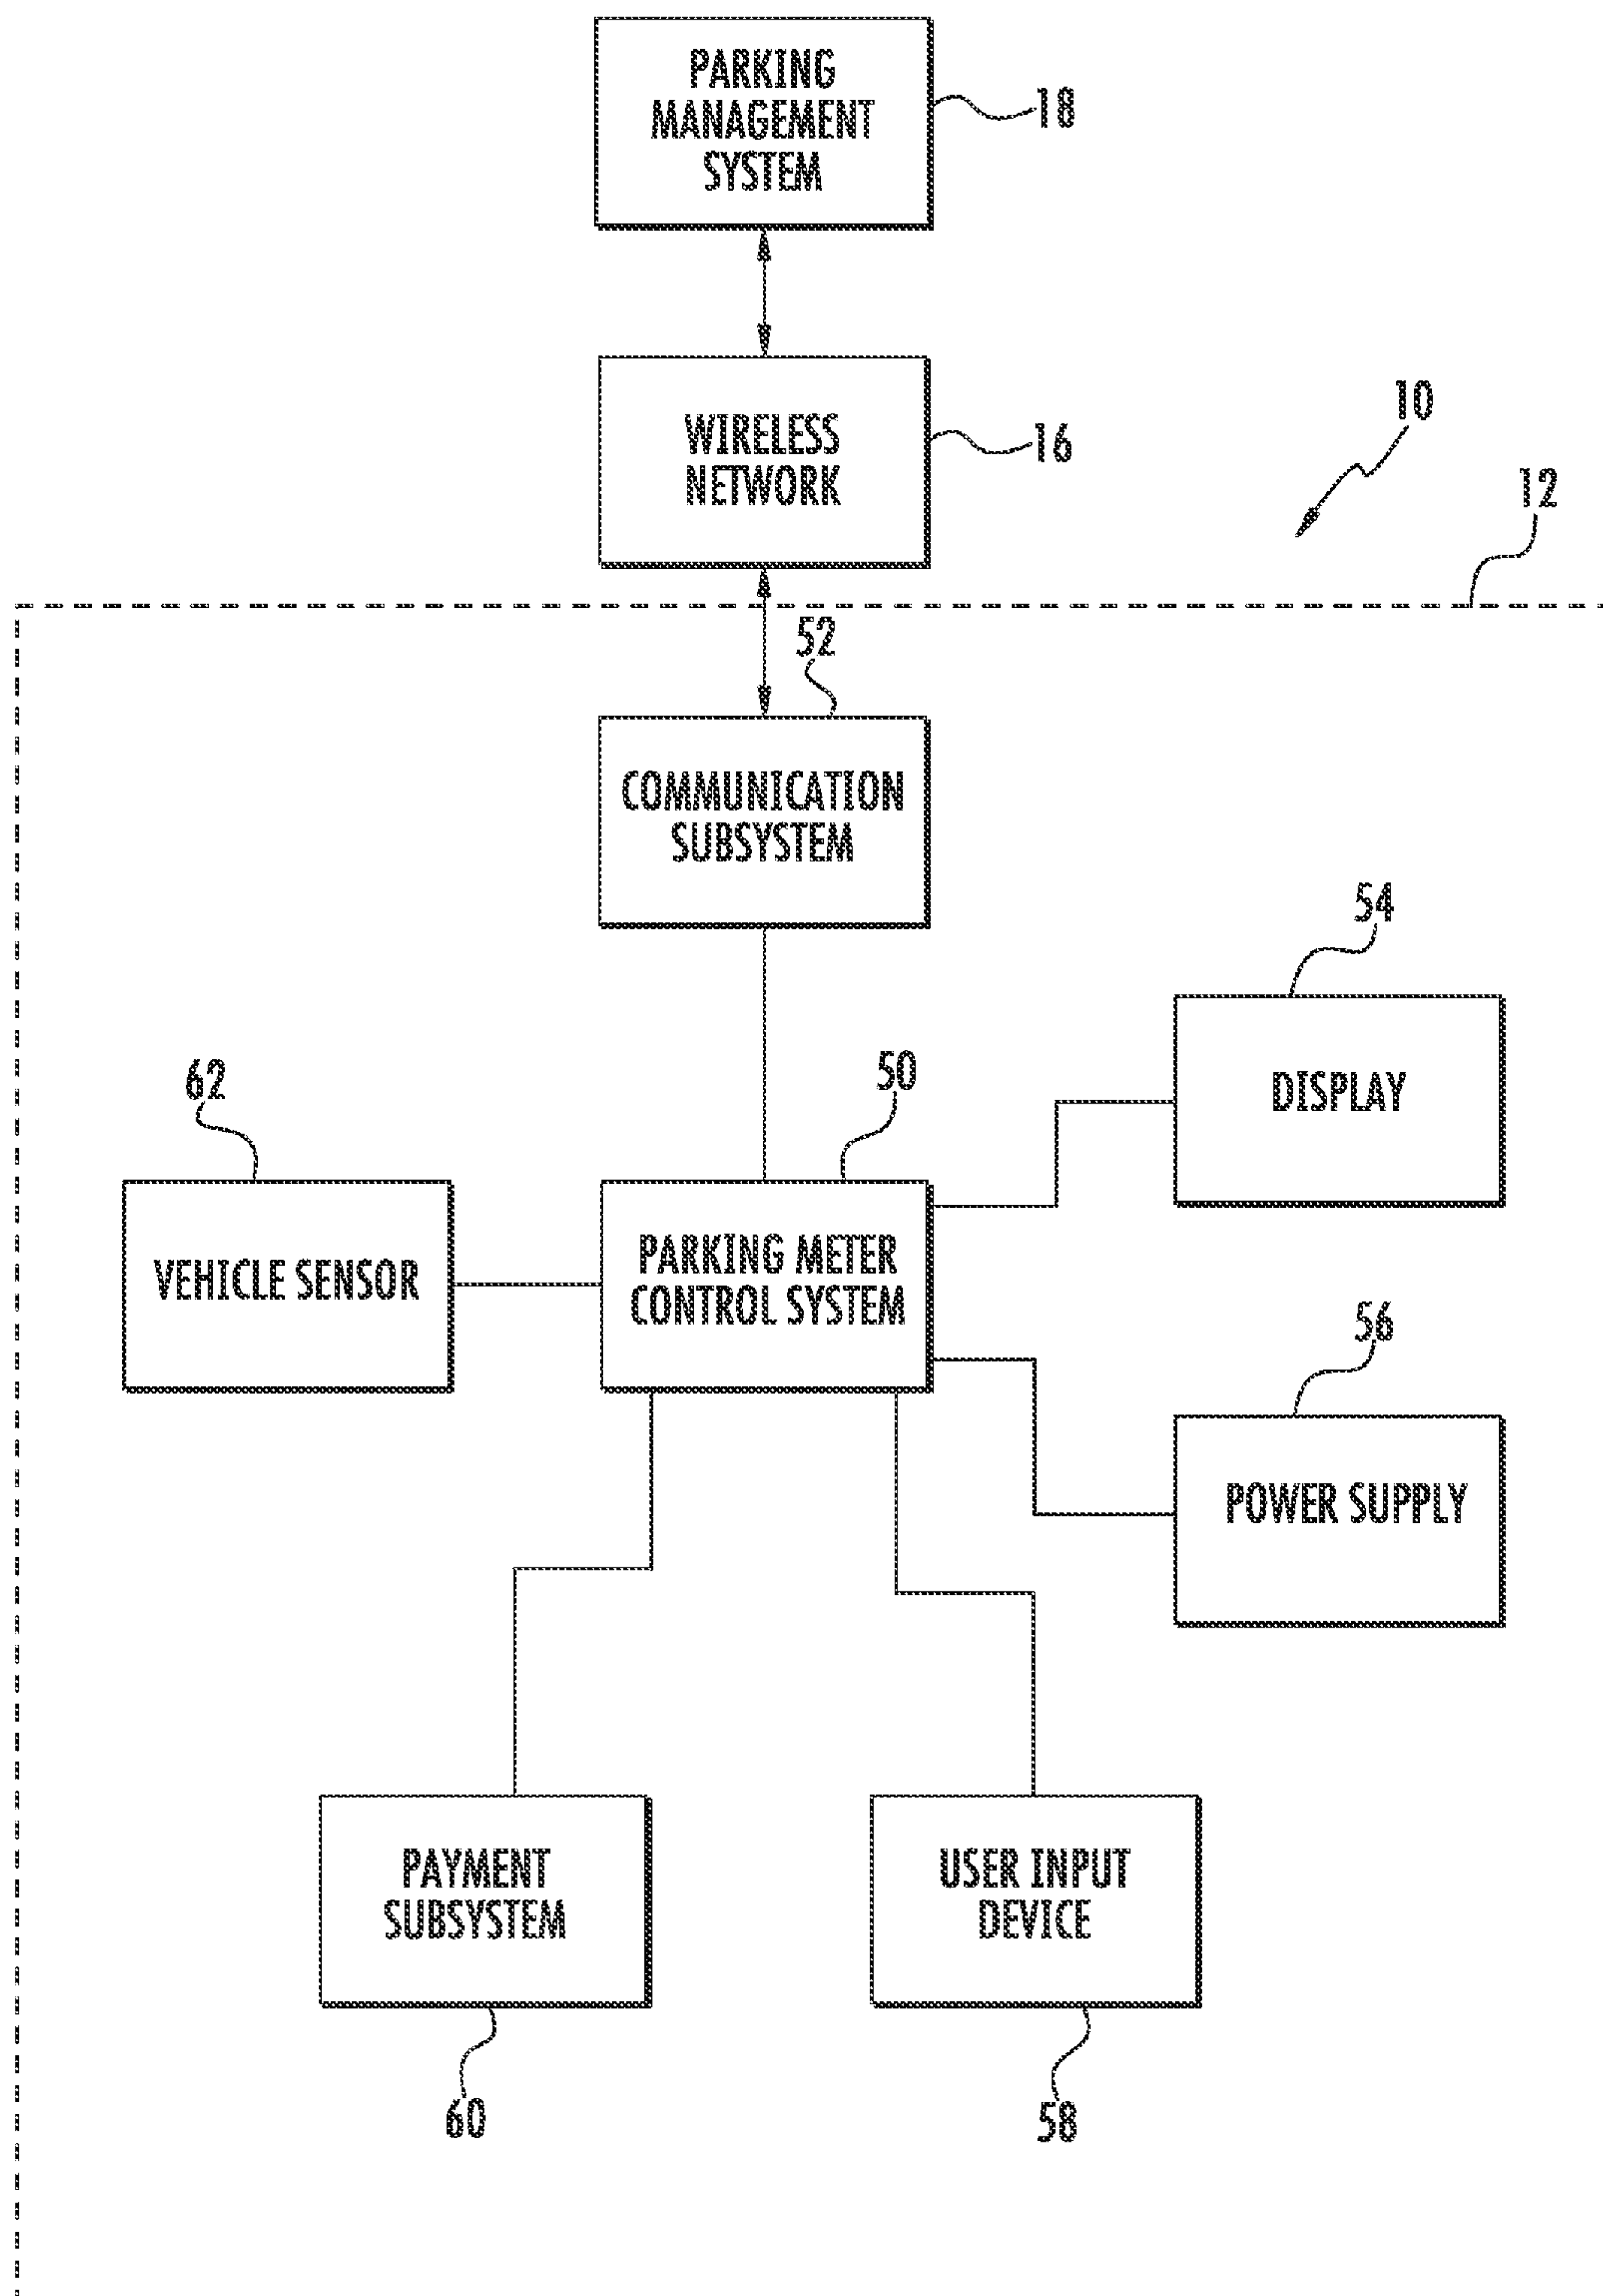 PARKING
MANAGEMENT
SYSTEM
18
WIRELESS
NETWORK
16
10
12
52
COMMUNICATION
SUBSYSTEM
54
DISPLAY
62
50
VEHICLE SENSOR
PARKING METER
CONTROL SYSTEM
56
POWER SUPPLY
PAYMENT
SUBSYSTEM
USER INPUT
DEVICE
60
58